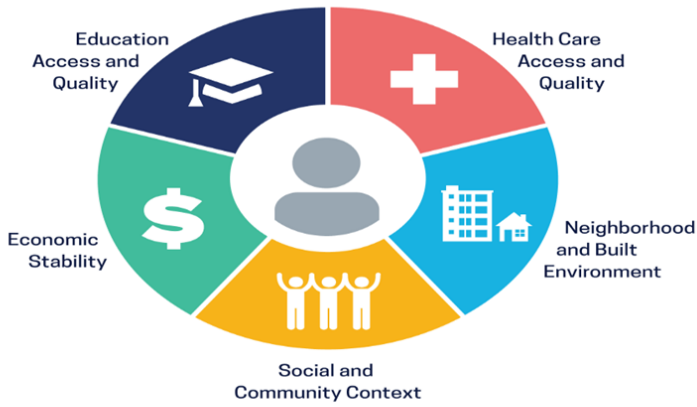 Education
Access and
Quality
Health Care
Access and
Quality
Economic
Stability
$
Neighborhood
and Built
Environment
Social and
Community Context